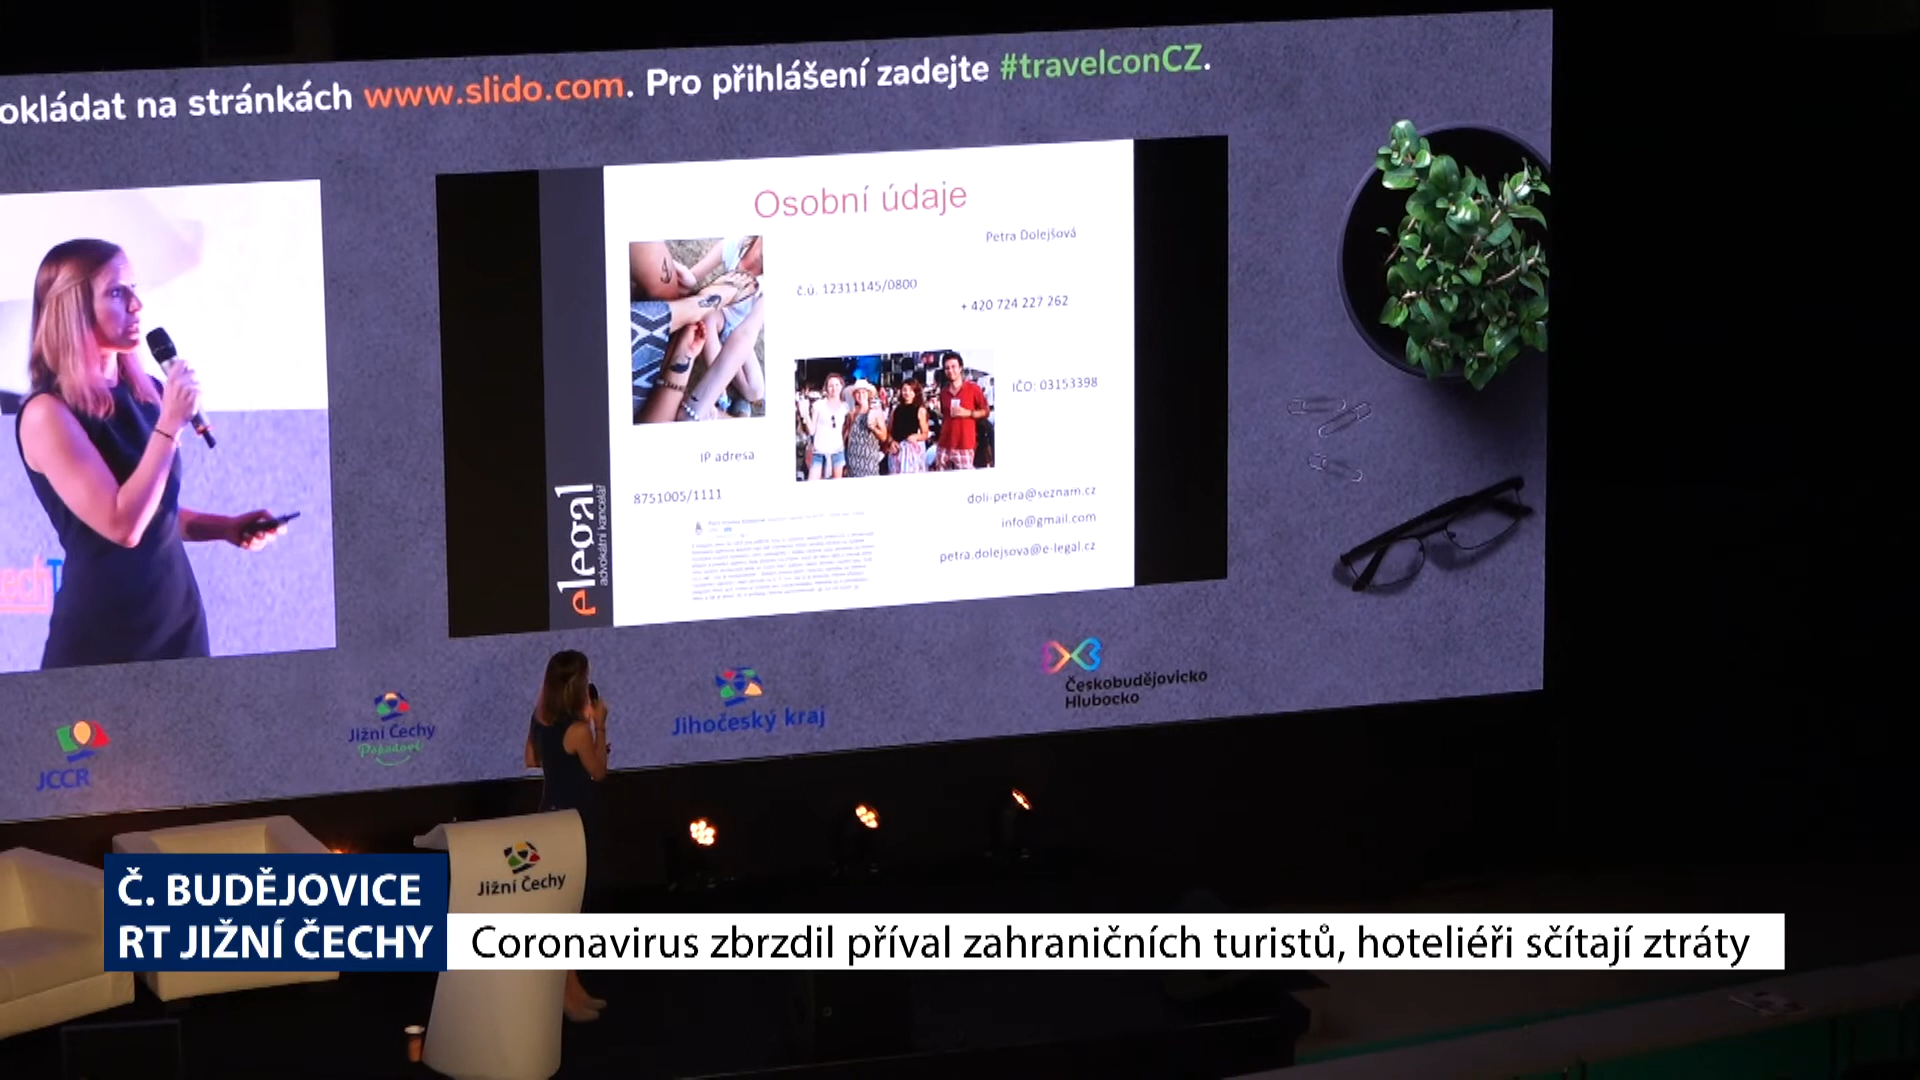 okládat na stránkách www.slido.com. Pro přihlášení zadejte #travelconCZ.
Osobní údaje
Petra Dolejšová
č.ú. 12311145/0800
+ 420 724 227 262
IČO: 03153398
IP adresa
8751005/1111
doli-petra@seznam.cz
info@gmail.com
petra.dolejsova@e-legal.cz
elegal
advokátní kancelář
JCCR
Jižní Čechy
Pohodově
Jihočeský kraj
Českobudějovicko
Hlubocko
Jižní Čechy
Č. BUDĚJOVICE
RT JIŽNÍ ČECHY
Coronavirus zbrzdil příval zahraničních turistů, hoteliéři sčítají ztráty